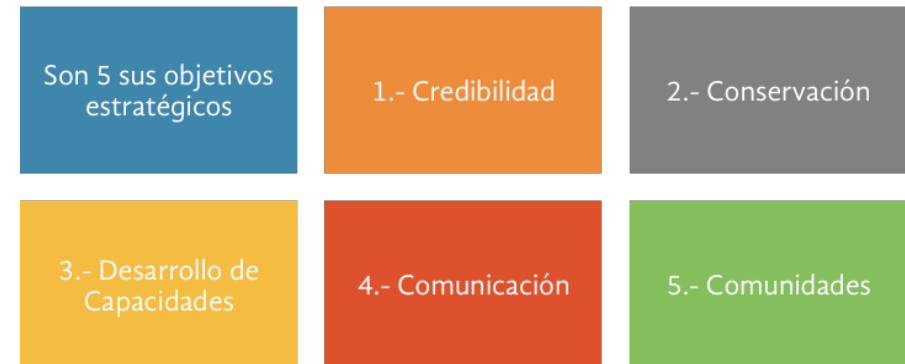 Son 5 sus objetivos
estratégicos
1.- Credibilidad
2.- Conservación
3.- Desarrollo de
Capacidades
4.- Comunicación
5.- Comunidades